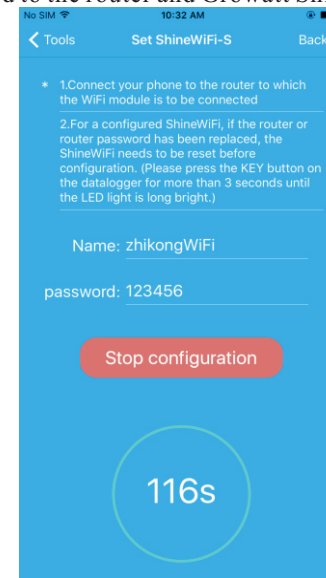 d to the router and Growatt Shi
No SIM 10:32 AM
Tools Set ShineWiFi-S Back
* 1.Connect your phone to the router to which
the WiFi module is to be connected
2.For a configured ShineWiFi, if the router or
router password has been replaced, the
ShineWiFi needs to be reset before
configuration. (Please press the KEY button on
the datalogger for more than 3 seconds until
the LED light is long bright.)
Name: zhikongWiFi
password: 123456
Stop configuration
116s